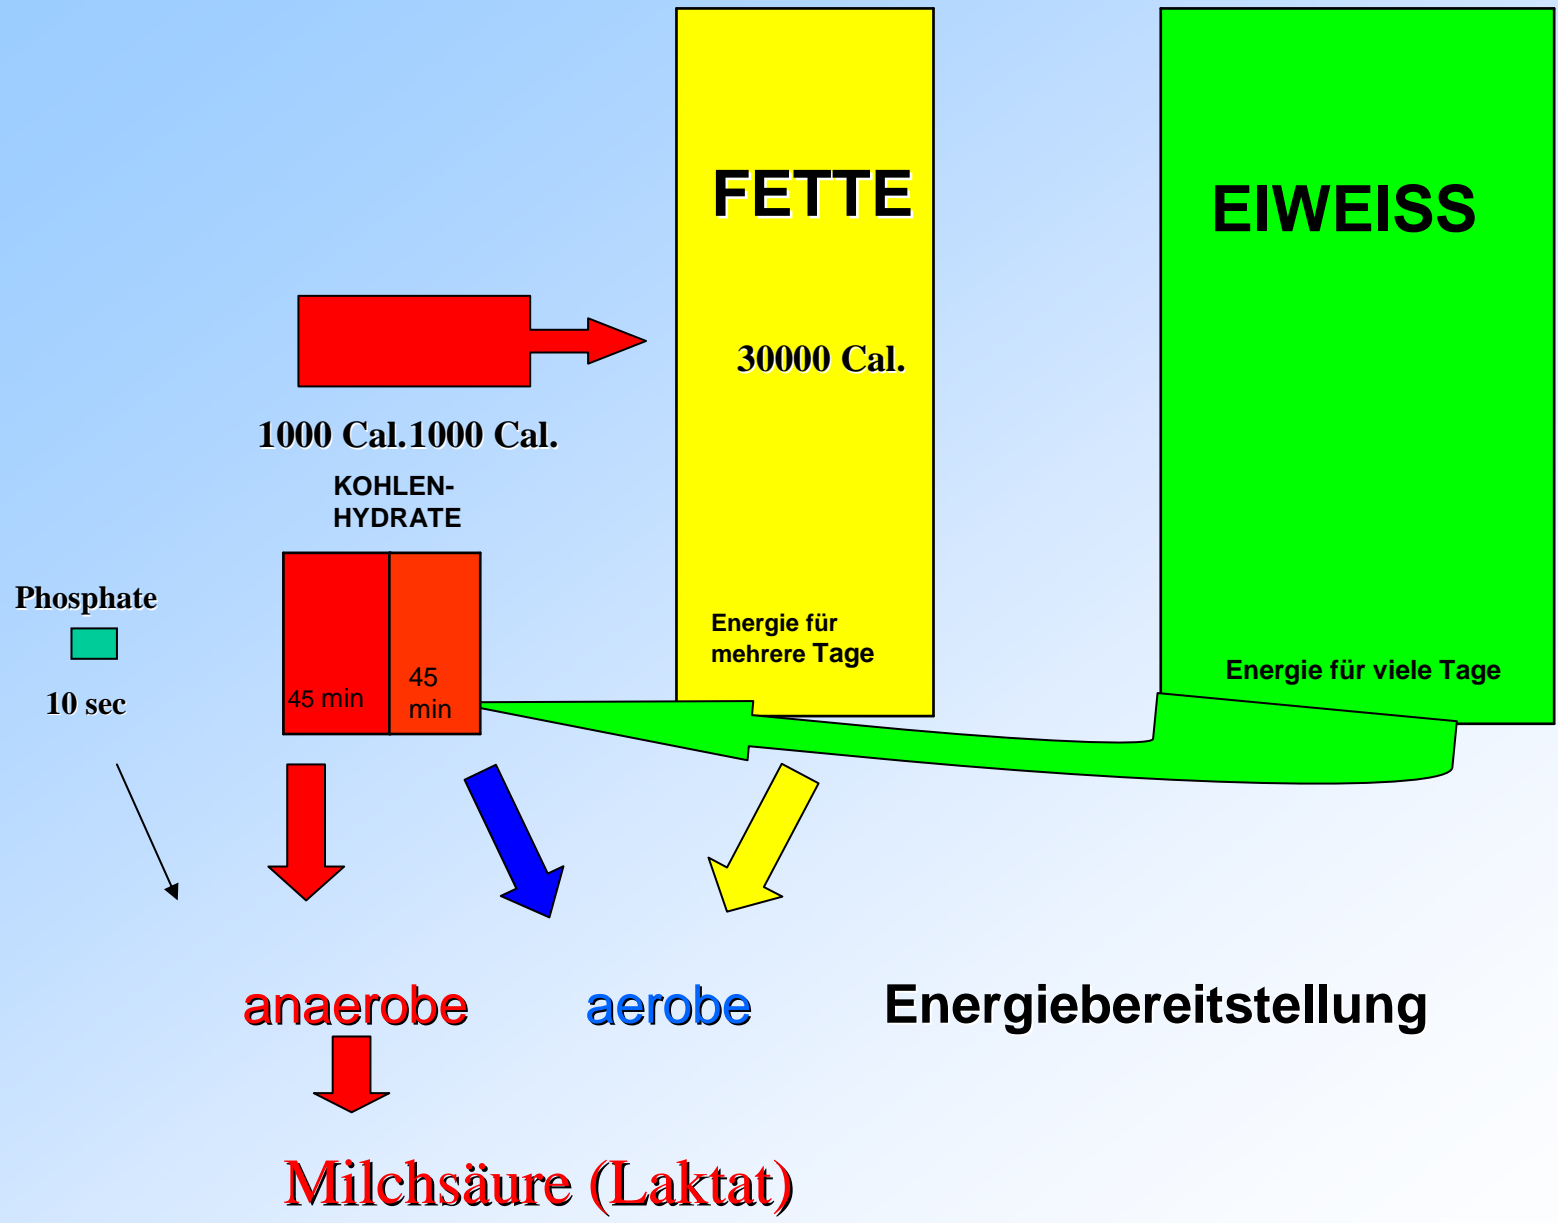 FETTE
EIWEISS
30000 Cal.
1000 Cal.1000 Cal.
KOHLEN-
HYDRATE
Phosphate
10 sec
45 min
45
min
Energie für
mehrere Tage
Energie für viele Tage
anaerobe aerobe Energiebereitstellung
Milchsäure (Laktat)